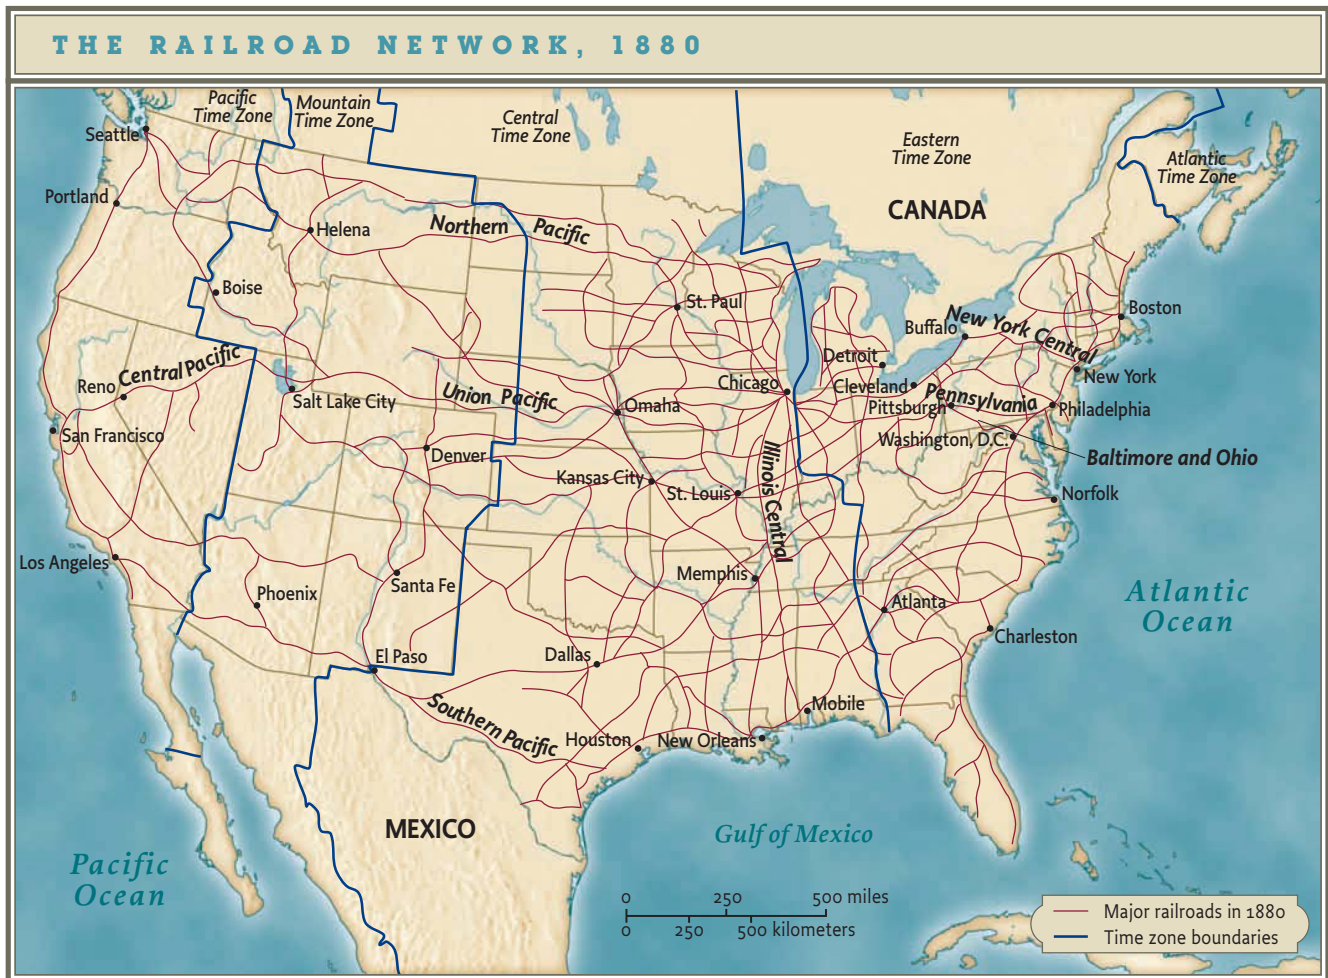 THE RAILROAD NETWORK, 1880
Pacific
Time Zone
Mountain
Time Zone
Central
Time Zone
Eastern
Time Zone
Atlantic
Time Zone
Seattle
Portland
Helena
Northern Pacific
CANADA
Boise
St. Paul
Boston
New York Central
Buffalo
Detroit
Reno
Central Pacific
Chicago
Cleveland
New York
Salt Lake City
Union Pacific
Omaha
Pittsburgh
Pennsylvania
Philadelphia
San Francisco
Denver
Washington, D.C.
Baltimore and Ohio
Kansas City
St. Louis
Illinois Central
Norfolk
Los Angeles
Phoenix
Santa Fe
Memphis
Atlanta
Atlantic
Ocean
Charleston
El Paso
Dallas
Southern Pacific
Houston
New Orleans
Mobile
MEXICO
Gulf of Mexico
Pacific
Ocean
0 250 500 miles
0 250 500 kilometers
Major railroads in 1880
Time zone boundaries